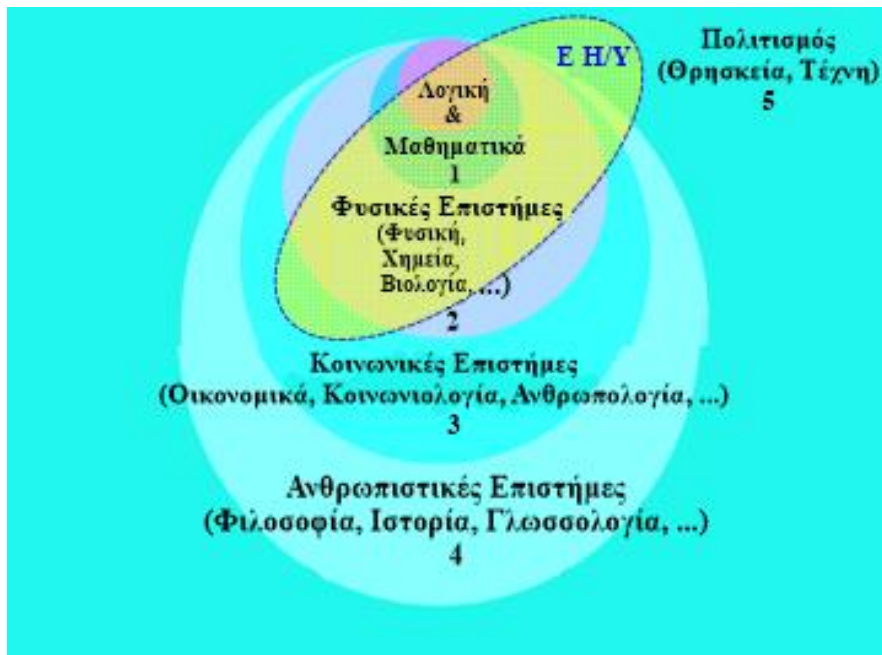 Ε Η/Υ
Πολιτισμός
(Θρησκεία, Τέχνη)
5
Λογική
&
Μαθηματικά
1
Φυσικές Επιστήμες
(Φυσική,
Χημεία,
Βιολογία, ...)
2
Κοινωνικές Επιστήμες
(Οικονομικά, Κοινωνιολογία, Ανθρωπολογία, ...)
3
Ανθρωπιστικές Επιστήμες
(Φιλοσοφία, Ιστορία, Γλωσσολογία, ...)
4